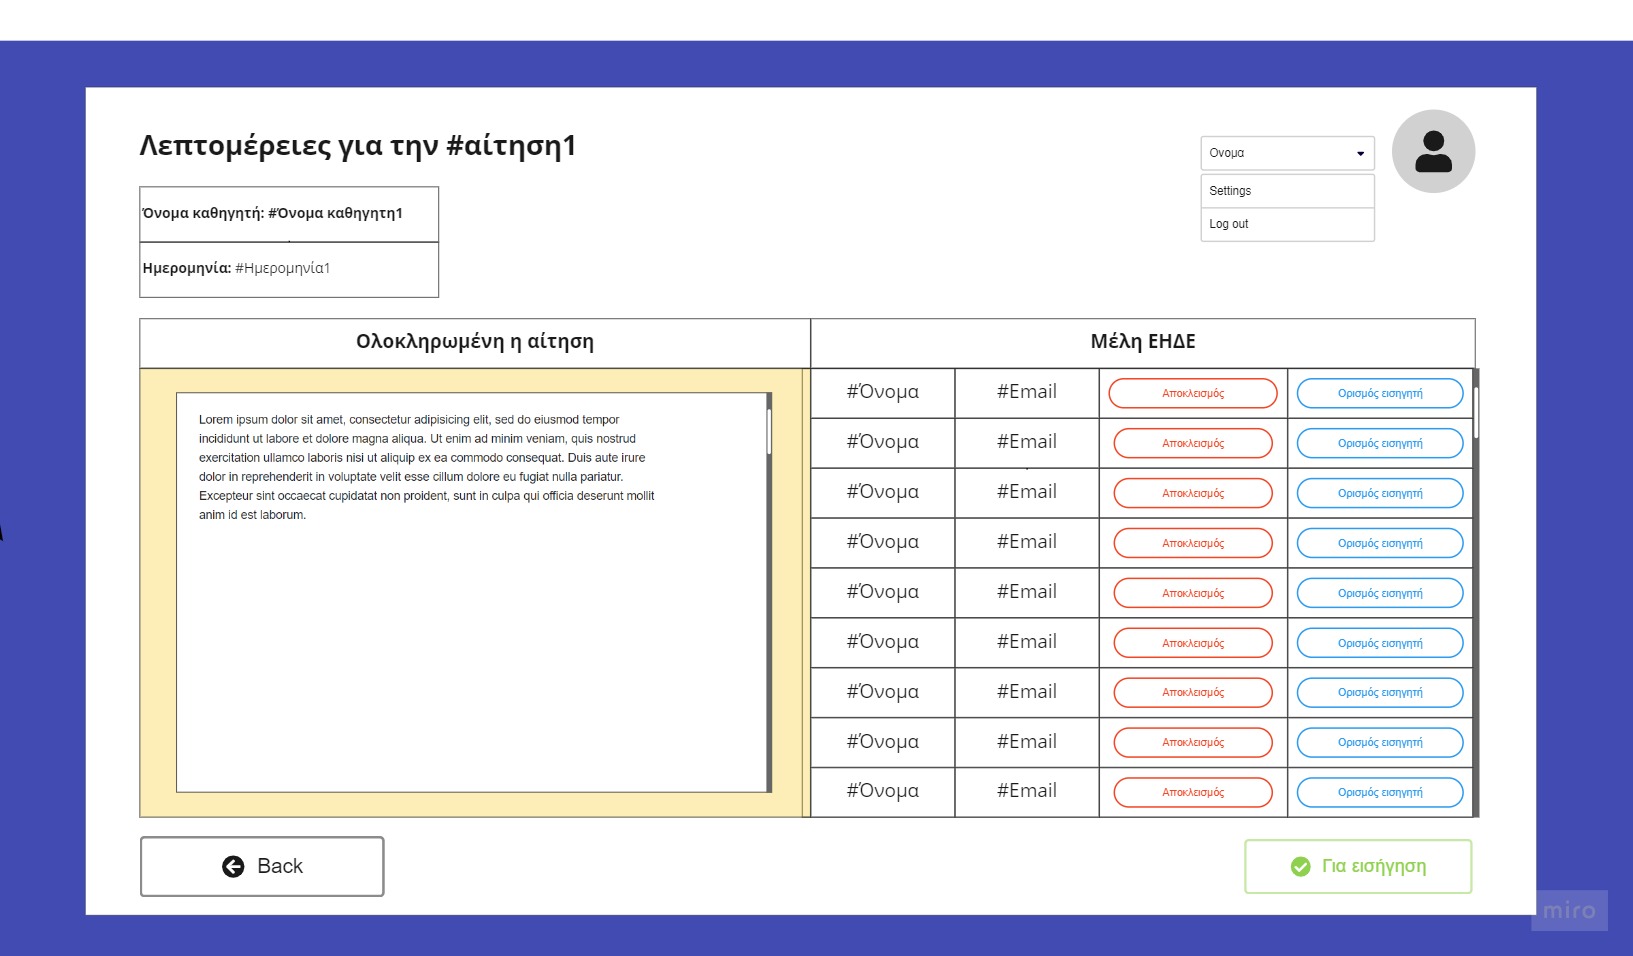 Λεπτομέρειες για την #αίτηση1
Ονομα
Settings
Log out
Όνομα καθηγητή: #Όνομα καθηγητη1
Ημερομηνία: #Ημερομηνία1
Ολοκληρωμένη η αίτηση
Μέλη ΕΗΔΕ
Lorem ipsum dolor sit amet, consectetur adipisicing elit, sed do eiusmod tempor
incididunt ut labore et dolore magna aliqua. Ut enim ad minim veniam, quis nostrud
exercitation ullamco laboris nisi ut aliquip ex ea commodo consequat. Duis aute irure
dolor in reprehenderit in voluptate velit esse cillum dolore eu fugiat nulla pariatur.
Excepteur sint occaecat cupidatat non proident, sunt in culpa qui officia deserunt mollit
anim id est laborum.
#Όνομα #Email Αποκλεισμός Ορισμός εισηγητή
#Όνομα #Email Αποκλεισμός Ορισμός εισηγητή
#Όνομα #Email Αποκλεισμός Ορισμός εισηγητή
#Όνομα #Email Αποκλεισμός Ορισμός εισηγητή
#Όνομα #Email Αποκλεισμός Ορισμός εισηγητή
#Όνομα #Email Αποκλεισμός Ορισμός εισηγητή
#Όνομα #Email Αποκλεισμός Ορισμός εισηγητή
#Όνομα #Email Αποκλεισμός Ορισμός εισηγητή
#Όνομα #Email Αποκλεισμός Ορισμός εισηγητή
Back
Για εισήγηση
miro